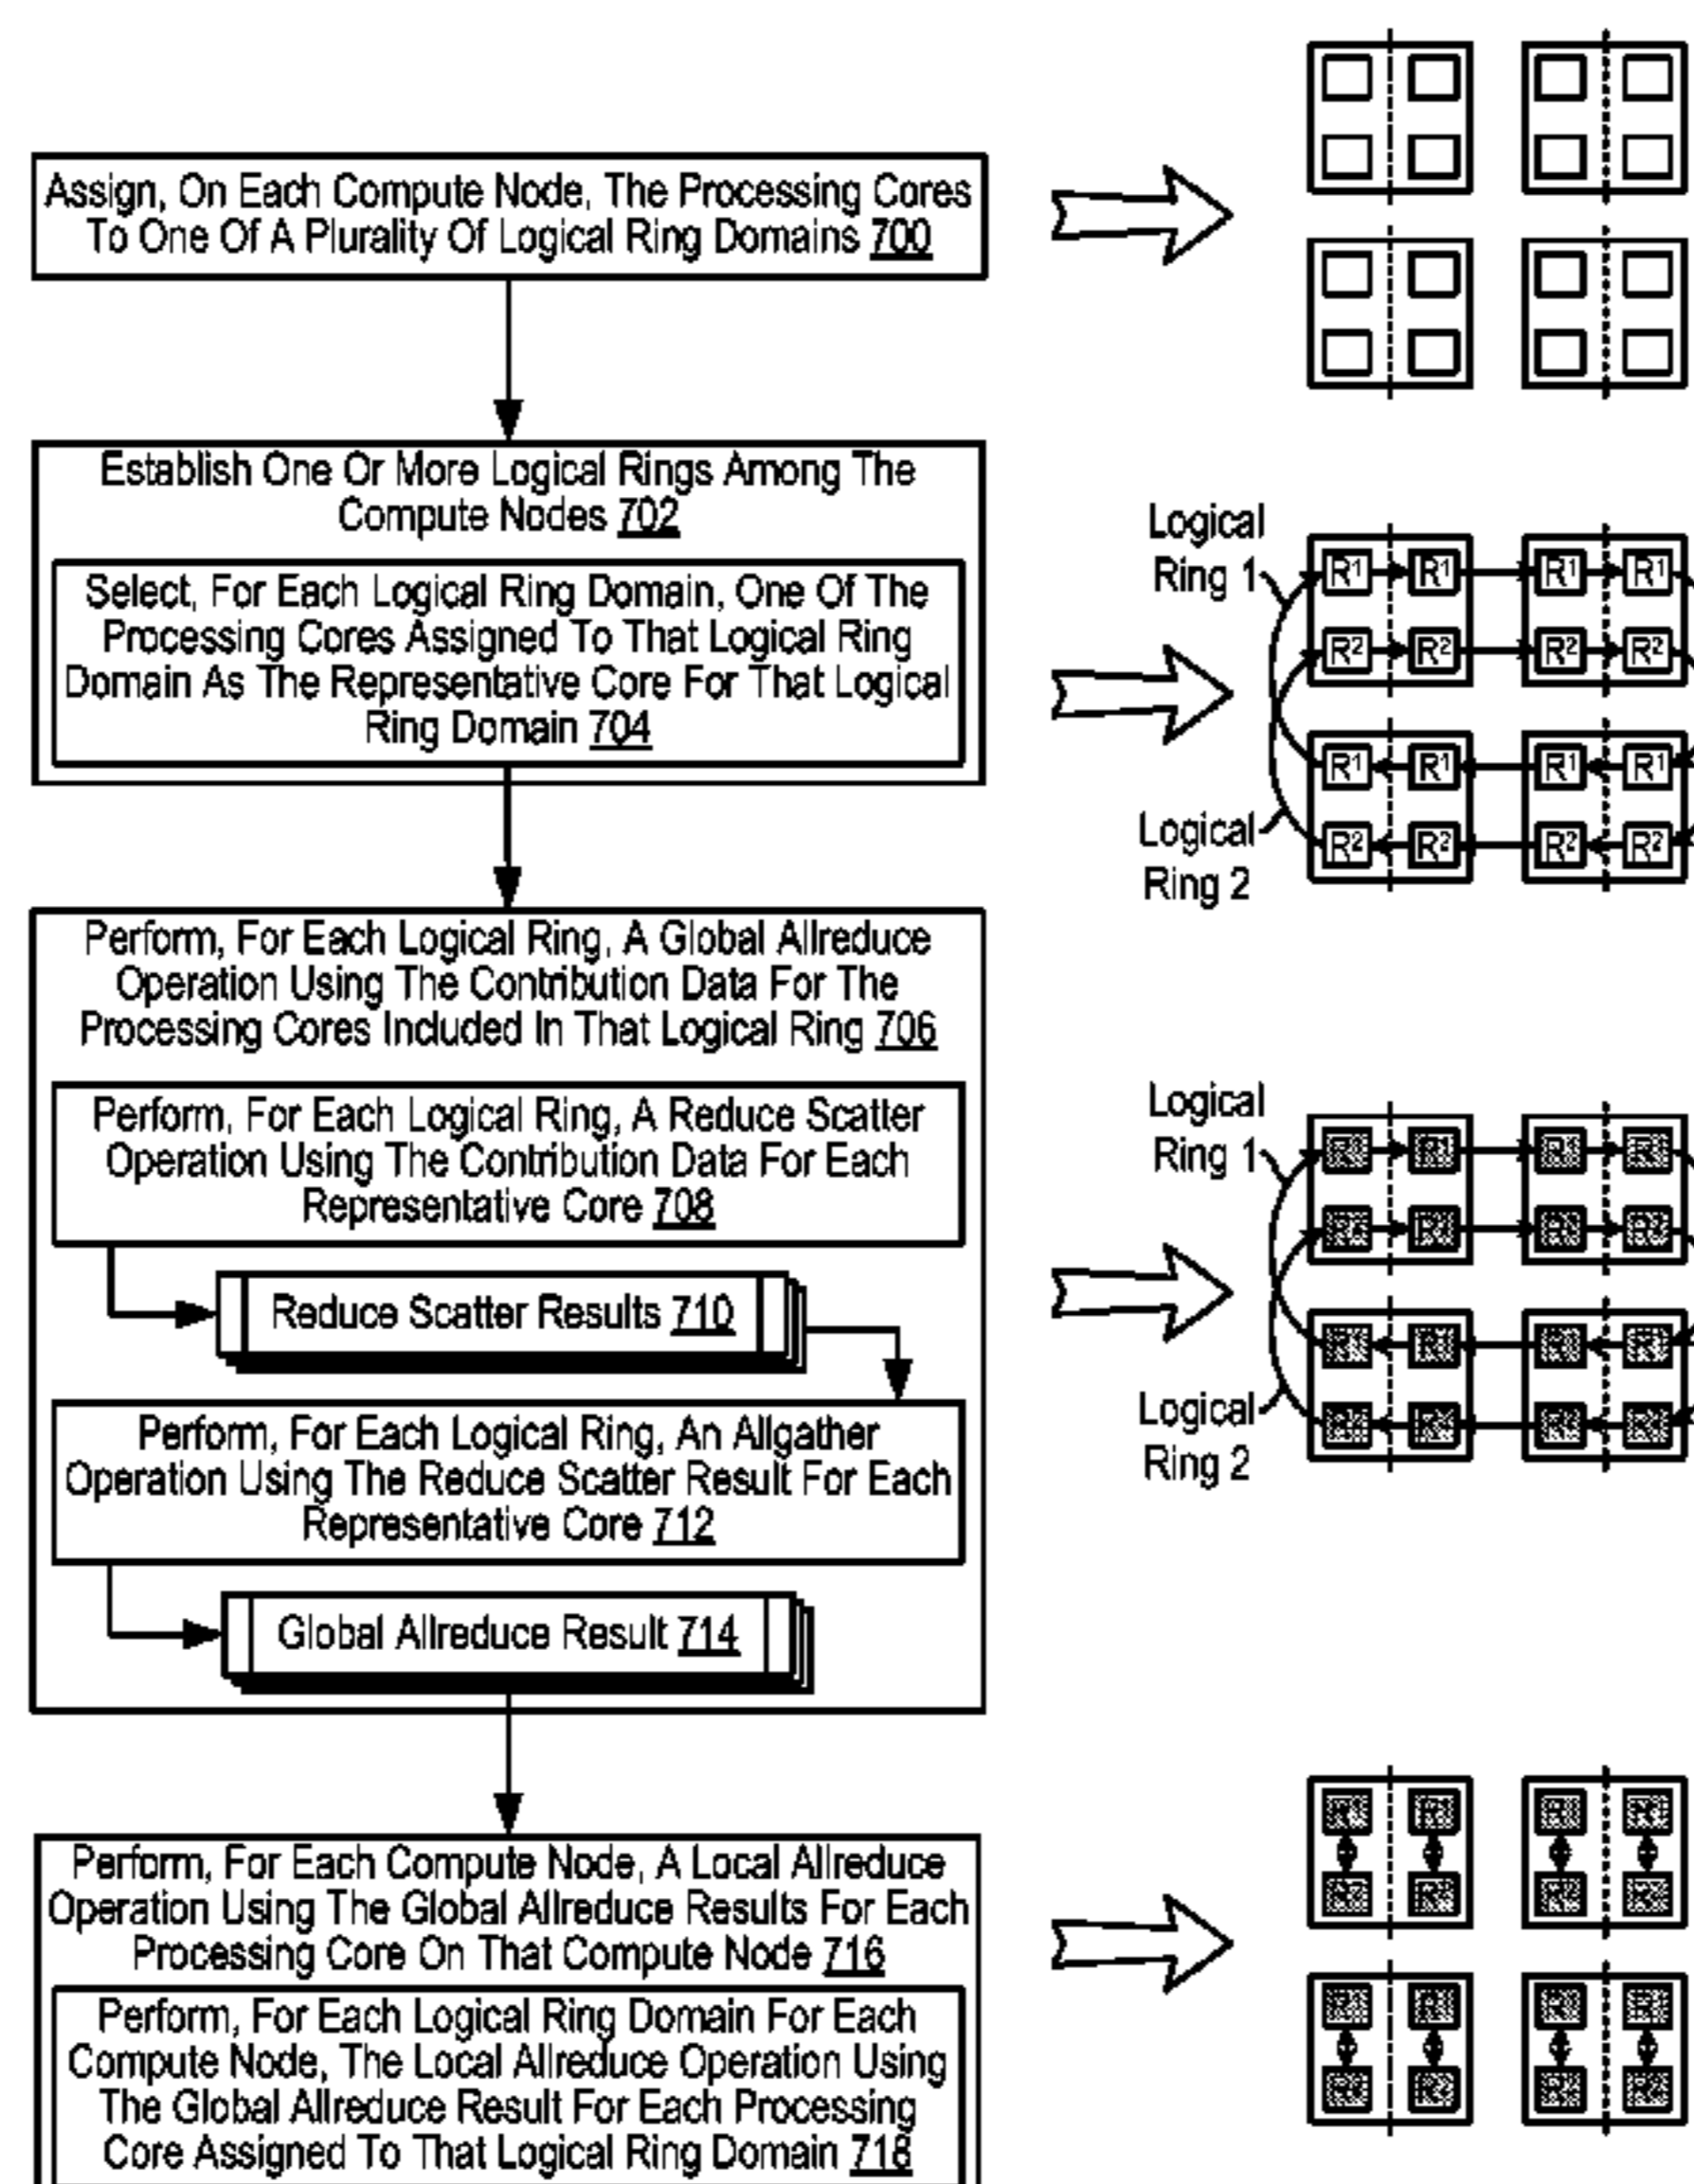 Assign, On Each Compute Node, The Processing Cores
To One Of A Plurality Of Logical Ring Domains 700
Establish One Or More Logical Rings Among The
Compute Nodes 702
Select, For Each Logical Ring Domain, One Of The
Processing Cores Assigned To That Logical Ring
Domain As The Representative Core For That Logical
Ring Domain 704
Logical
Ring 1
R1 R1 R1 R1
R2 R2 R2 R2
R1 R1 R1 R1
R2 R2 R2 R2
Logical
Ring 2
Perform, For Each Logical Ring, A Global Allreduce
Operation Using The Contribution Data For The
Processing Cores Included In That Logical Ring 706
Perform, For Each Logical Ring, A Reduce Scatter
Operation Using The Contribution Data For Each
Representative Core 708
Reduce Scatter Results 710
Perform, For Each Logical Ring, An Allgather
Operation Using The Reduce Scatter Result For Each
Representative Core 712
Global Allreduce Result 714
Logical
Ring 1
Logical
Ring 2
Perform, For Each Compute Node, A Local Allreduce
Operation Using The Global Allreduce Results For Each
Processing Core On That Compute Node 716
Perform, For Each Logical Ring Domain For Each
Compute Node, The Local Allreduce Operation Using
The Global Allreduce Result For Each Processing
Core Assigned To That Logical Ring Domain 718